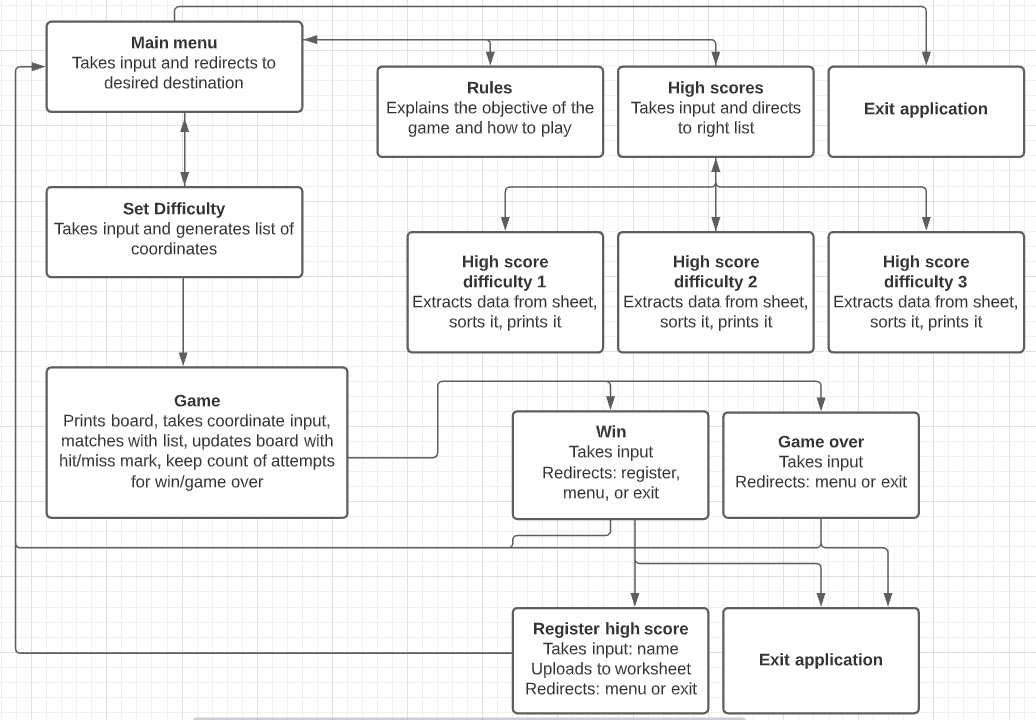 Main menu
Takes input and redirects to
desired destination
Rules
Explains the objective of the
game and how to play
High scores
Takes input and directs
to right list
Exit application
Set Difficulty
Takes input and generates list of
coordinates
High score
difficulty 1
Extracts data from sheet,
sorts it, prints it
High score
difficulty 2
Extracts data from sheet,
sorts it, prints it
High score
difficulty 3
Extracts data from sheet,
sorts it, prints it
Game
Prints board, takes coordinate input,
matches with list, updates board with
hit/miss mark, keep count of attempts
for win/game over
Win
Takes input
Redirects: register,
menu, or exit
Game over
Takes input
Redirects: menu or exit
Register high score
Takes input: name
Uploads to worksheet
Redirects: menu or exit
Exit application